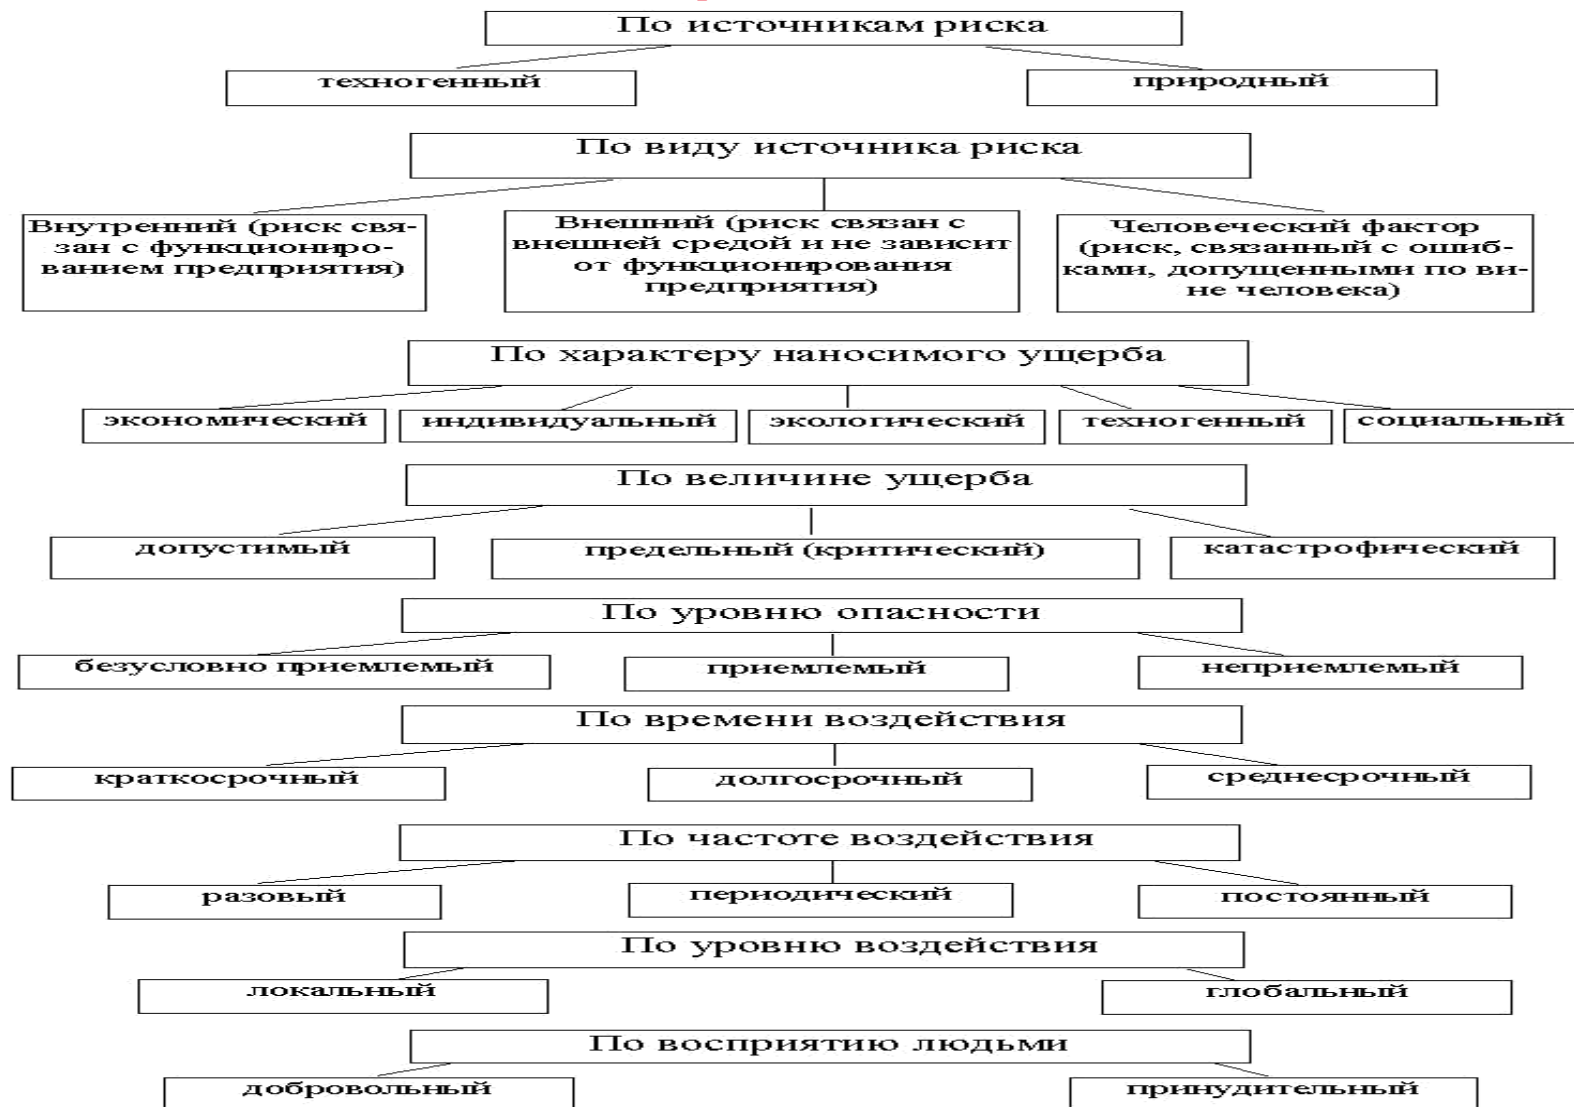 По источникам риска
техногенный
природный
По виду источника риска
Внутренний (риск свя-
зан с функциониро-
ванием предприятия)
Внешний (риск связан с
внешней средой и не зависит
от функционирования
предприятия)
Человеческий фактор
(риск, связанный с ошиб-
ками, допущенными по ви-
не человека)
По характеру наносимого ущерба
экономический
индивидуальный
экологический
техногенный
социальный
По величине ущерба
допустимый
предельный (критический)
катастрофический
По уровню опасности
безусловно приемлемый
приемлемый
неприемлемый
По времени воздействия
краткосрочный
долгосрочный
среднесрочный
По частоте воздействия
разовый
периодический
постоянный
По уровню воздействия
локальный
глобальный
По восприятию людьми
добровольный
принудительный